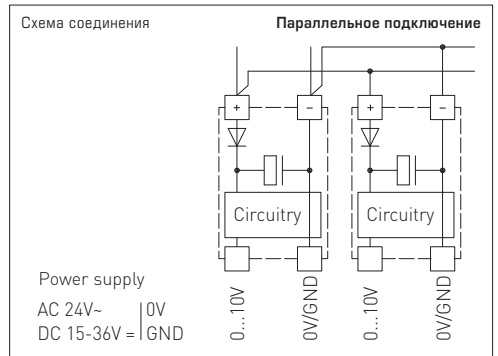 Схема соединения
Параллельное подключение
+
–
+
–
Circuitry
Circuitry
Power supply
AC 24V~ | 0V
DC 15-36V = | GND
0...10V
0V/GND
0...10V
0V/GND